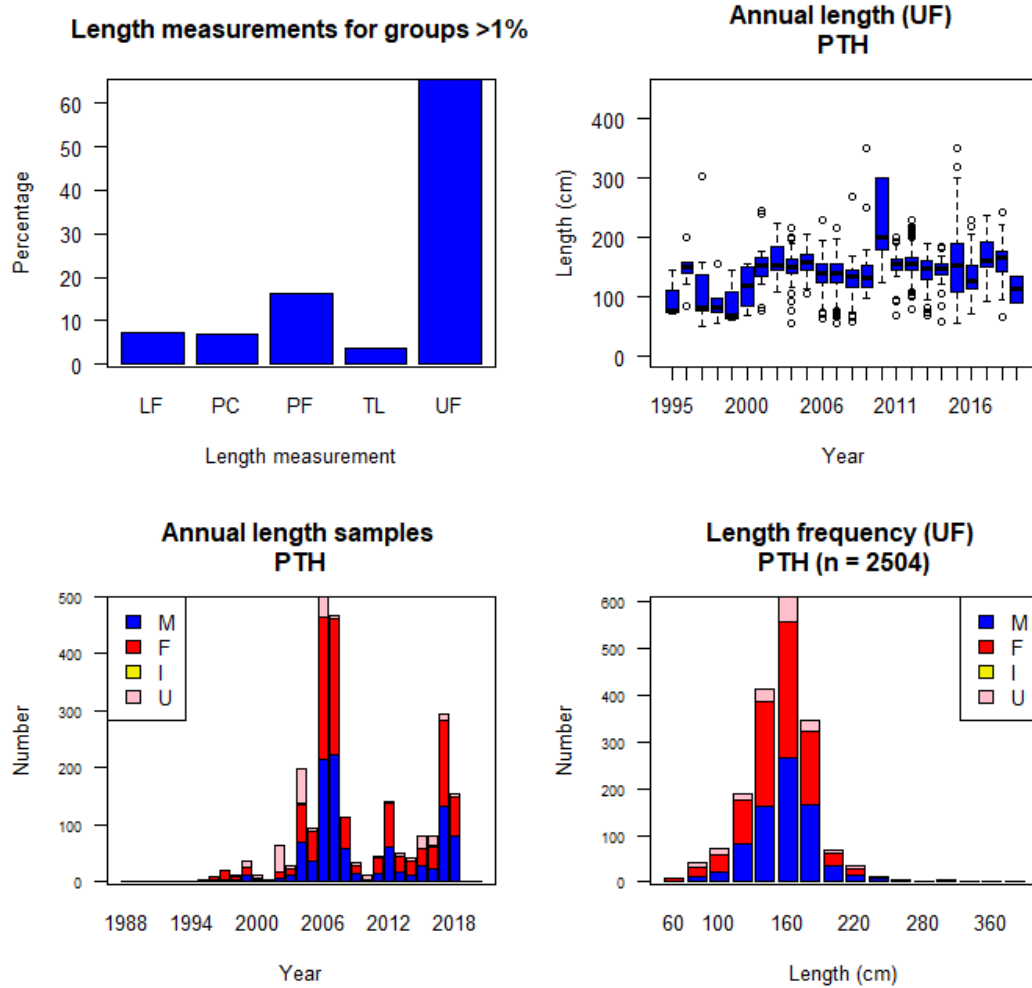 Length measurements for groups >1%
Percentage
60
50
40
30
20
10
0
LF PC PF TL UF
Length measurement
Annual length (UF)
PTH
Length (cm)
400
300
200
100
0
1995 2000 2006 2011 2016
Year
Annual length samples
PTH
Number
500
400
300
200
100
0
M
F
I
U
1988 1994 2000 2006 2012 2018
Year
Length frequency (UF)
PTH (n = 2504)
Number
600
500
400
300
200
100
0
M
F
I
U
60 100 160 220 280 360
Length (cm)